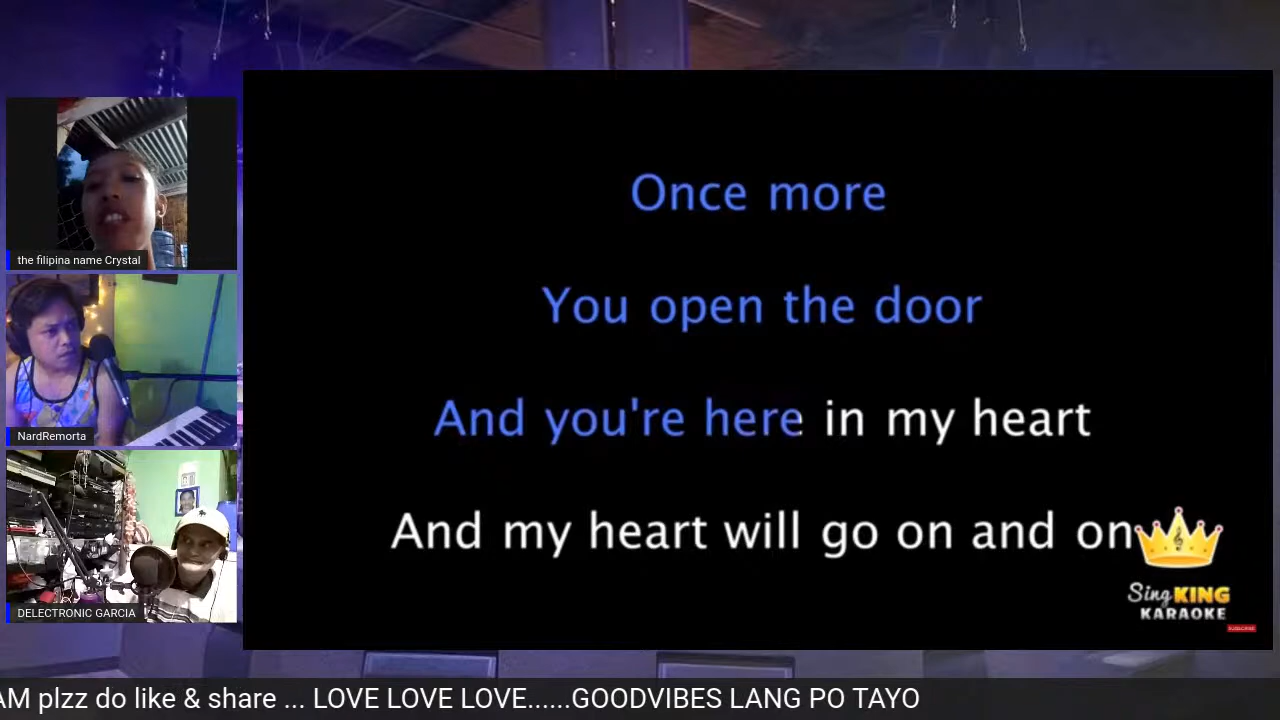 the filipina name Crystal
NardRemorta
DELECTRONIC GARCIA
Once more
You open the door
And you're here in my heart
And my heart will go on and on
Sing KING
KARAOKE
SUBSCRIBE
AM plzz do like & share ... LOVE LOVE LOVE......GOODVIBES LANG PO TAYO